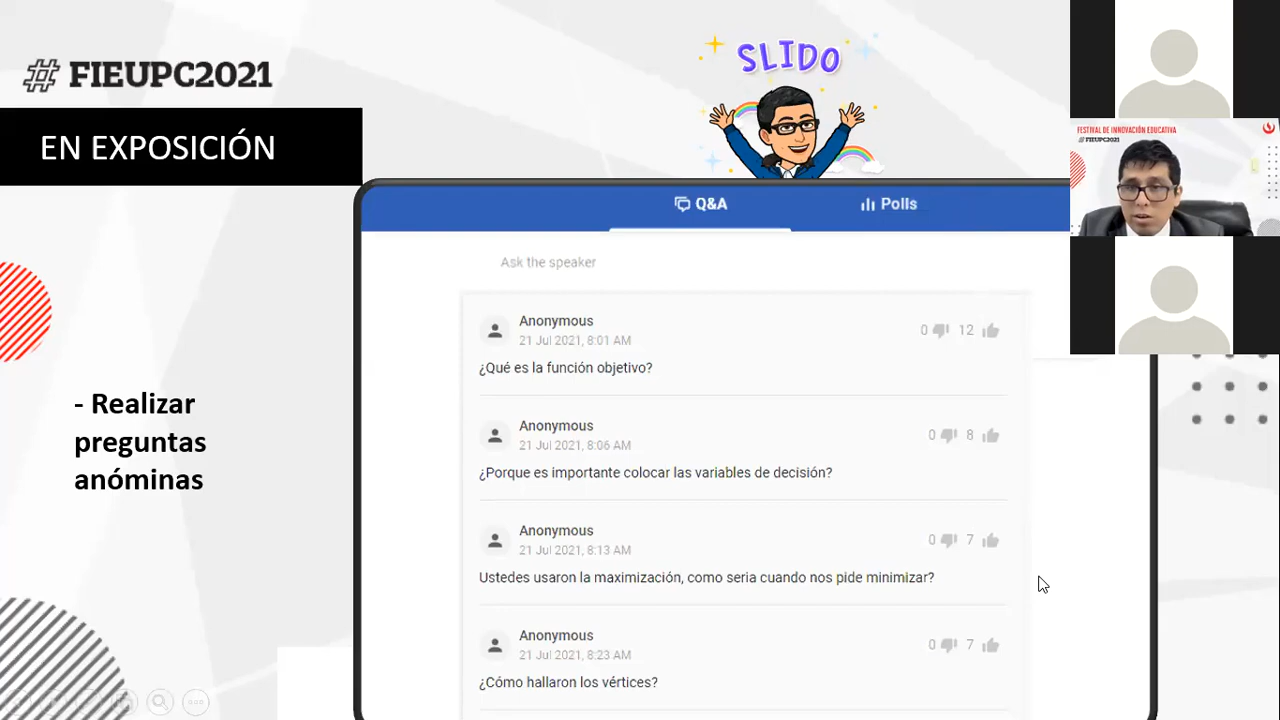 # FIEUPC2021
EN EXPOSICIÓN
SLIDO
FESTIVAL DE INNOVACIÓN EDUCATIVA
#FIEUPC2021
Q&A
Polls
Ask the speaker
Anonymous
21 Jul 2021, 8:01 AM
0 12
¿Qué es la función objetivo?
Anonymous
21 Jul 2021, 8:06 AM
0 8
¿Porque es importante colocar las variables de decisión?
Anonymous
21 Jul 2021, 8:13 AM
0 7
Ustedes usaron la maximización, como seria cuando nos pide minimizar?
Anonymous
21 Jul 2021, 8:23 AM
0 7
¿Cómo hallaron los vértices?
- Realizar
preguntas
anóminas